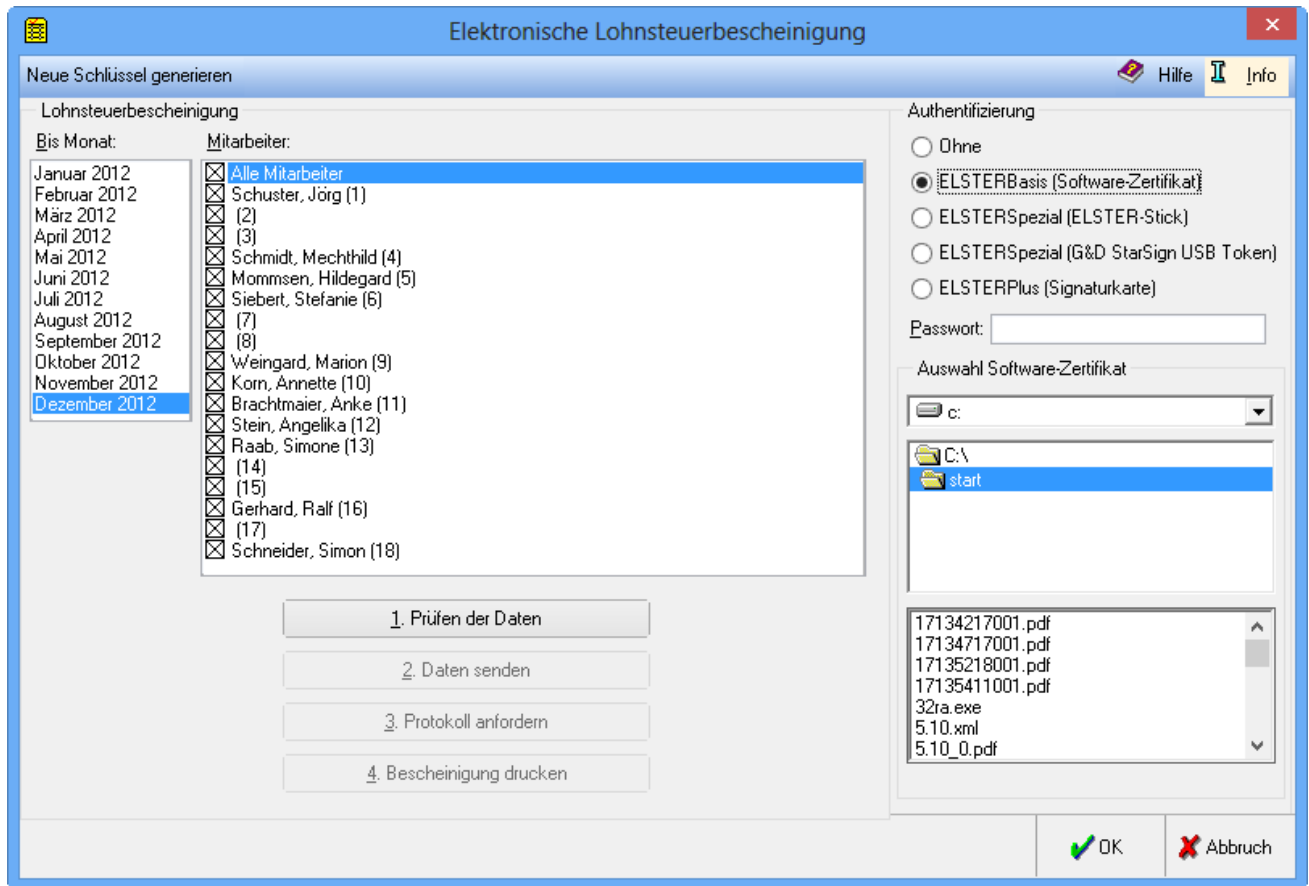 Elektronische Lohnsteuerbescheinigung
Neue Schlüssel generieren
Hilfe
Info
Lohnsteuerbescheinigung
Bis Monat:
Januar 2012
Februar 2012
März 2012
April 2012
Mai 2012
Juni 2012
Juli 2012
August 2012
September 2012
Oktober 2012
November 2012
Dezember 2012
Mitarbeiter:
Alle Mitarbeiter
Schuster, Jörg (1)
(2)
(3)
Schmidt, Mechthild (4)
Mommsen, Hildegard (5)
Siebert, Stefanie (6)
(7)
(8)
Weingard, Marion (9)
Korn, Annette (10)
Brachtmaier, Anke (11)
Stein, Angelika (12)
Raab, Simone (13)
(14)
(15)
Gerhard, Ralf (16)
(17)
Schneider, Simon (18)
1. Prüfen der Daten
2. Daten senden
3. Protokoll anfordern
4. Bescheinigung drucken
Authentifizierung
Ohne
ELSTERBasis (Software-Zertifikat)
ELSTERSpezial (ELSTER-Stick)
ELSTERSpezial (G&D StarSign USB Token)
ELSTERPlus (Signaturkarte)
Passwort:
Auswahl Software-Zertifikat
c:
C:\
start
17134217001.pdf
17134717001.pdf
17135218001.pdf
17135411001.pdf
32ra.exe
5.10.xml
5.10_0.pdf
OK
Abbruch